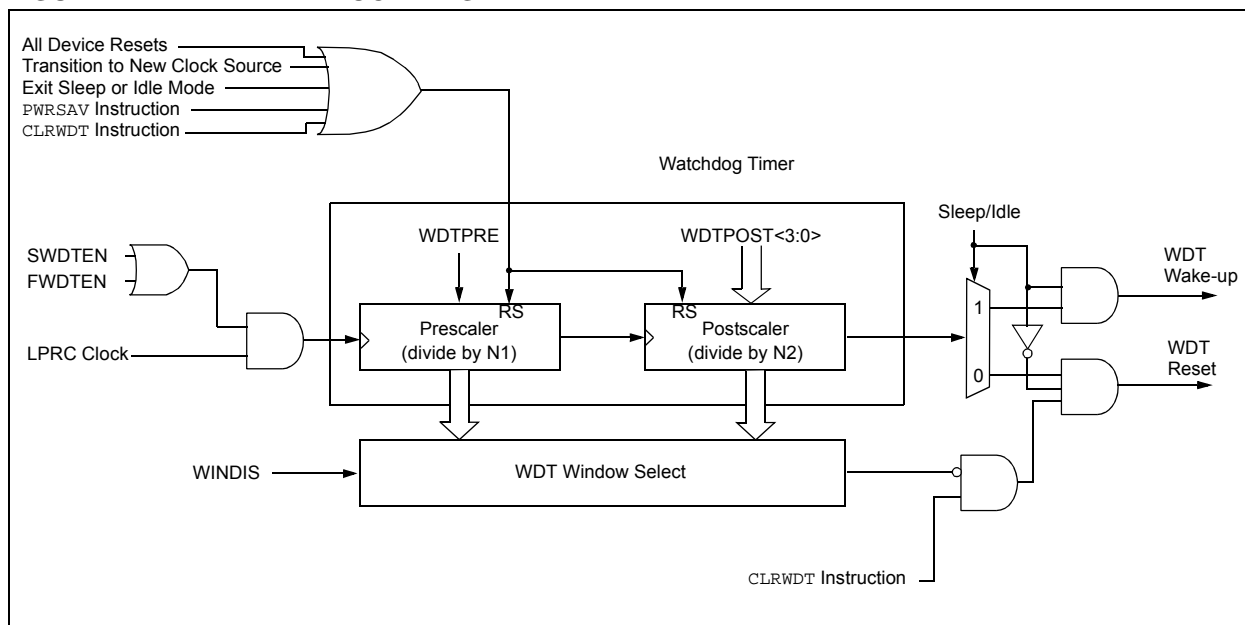 All Device Resets
Transition to New Clock Source
Exit Sleep or Idle Mode
PWRSAV Instruction
CLRWDT Instruction
Watchdog Timer
Sleep/Idle
WDTPRE
WDTPOST<3:0>
SWDTEN
FWDTEN
WDT
Wake-up
RS
RS
1
Prescaler
(divide by N1)
Postscaler
(divide by N2)
LPRC Clock
WDT
Reset
0
WINDIS
WDT Window Select
CLRWDT Instruction